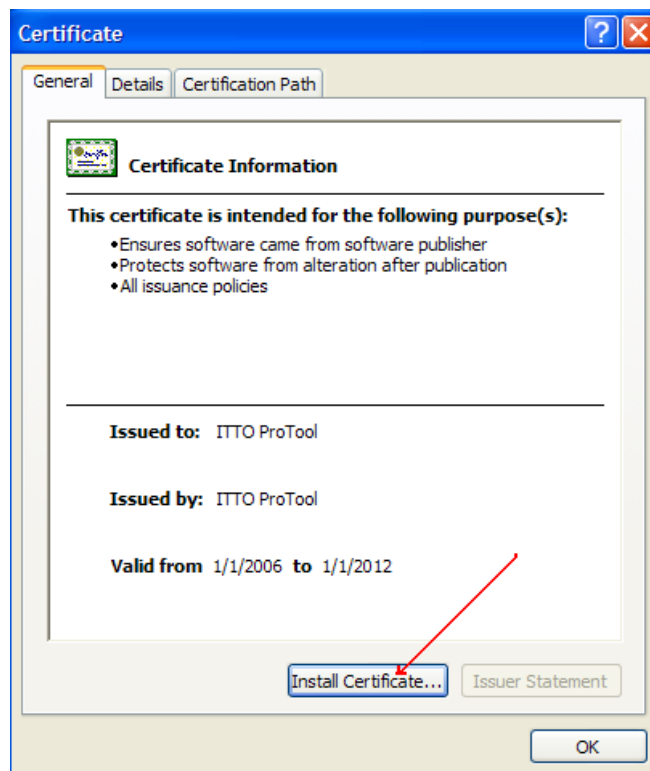 Certificate
General Details Certification Path
Certificate Information
This certificate is intended for the following purpose(s):
•Ensures software came from software publisher
•Protects software from alteration after publication
•All issuance policies
Issued to: ITTO ProTool
Issued by: ITTO ProTool
Valid from 1/1/2006 to 1/1/2012
Install Certificate... Issuer Statement
OK